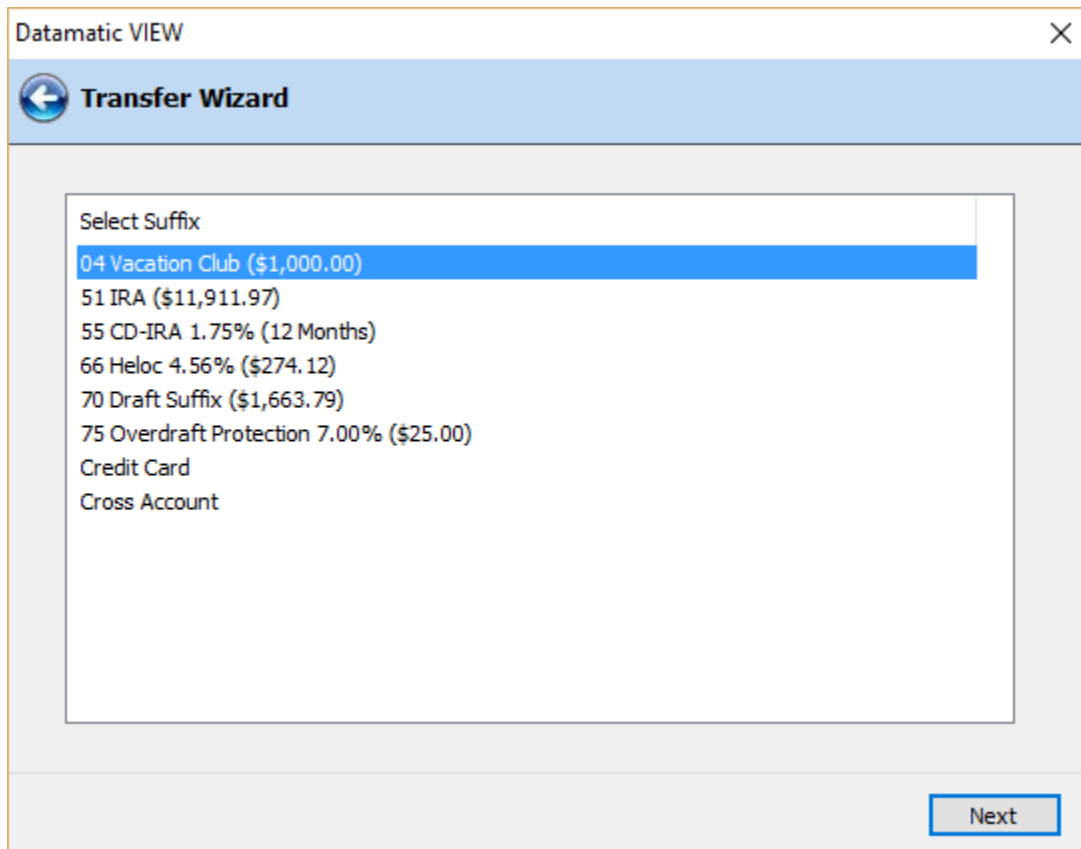 Datamatic VIEW
Transfer Wizard
Select Suffix
04 Vacation Club ($1,000.00)
51 IRA ($11,911.97)
55 CD-IRA 1.75% (12 Months)
66 Heloc 4.56% ($274.12)
70 Draft Suffix ($1,663.79)
75 Overdraft Protection 7.00% ($25.00)
Credit Card
Cross Account
Next